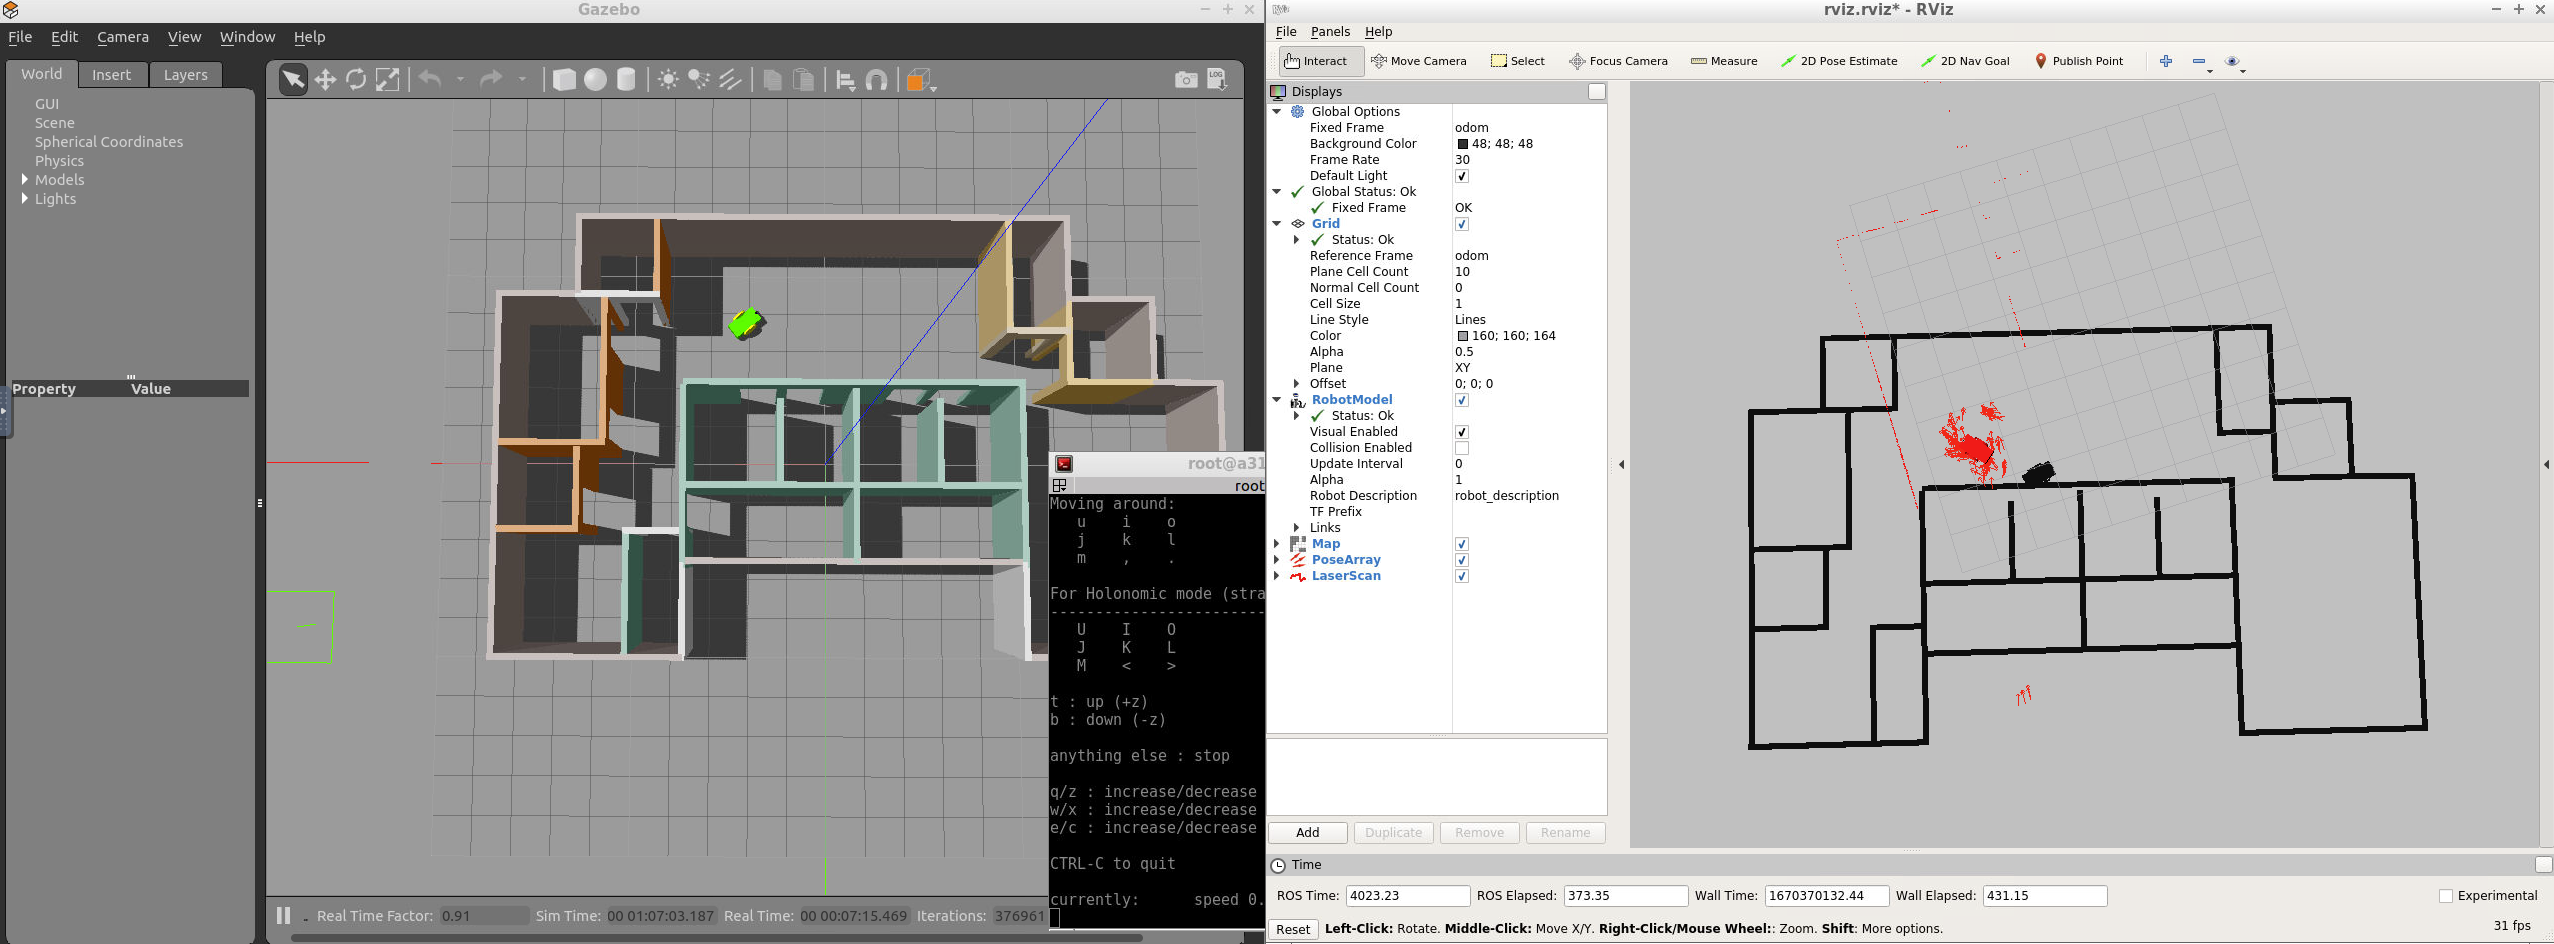 Gazebo
File Edit Camera View Window Help
World Insert Layers
GUI
Scene
Spherical Coordinates
Physics
Models
Lights
Property Value
LOG
root@a31
root
Moving around:
u i o
j k l
m , .
For Holonomic mode (stra
---------------------------
U I O
J K L
M < >
t : up (+z)
b : down (-z)
anything else : stop
q/z : increase/decrease
w/x : increase/decrease
e/c : increase/decrease
CTRL-C to quit
currently: speed 0.
Real Time Factor: 0.91 Sim Time: 00 01:07:03.187 Real Time: 00 00:07:15.469 Iterations: 376961
rviz.rviz* - RViz
File Panels Help
Interact Move Camera Select Focus Camera Measure 2D Pose Estimate 2D Nav Goal Publish Point
Displays
Global Options
Fixed Frame odom
Background Color 48; 48; 48
Frame Rate 30
Default Light
Global Status: Ok
Fixed Frame OK
Grid
Status: Ok
Reference Frame odom
Plane Cell Count 10
Normal Cell Count 0
Cell Size 1
Line Style Lines
Color 160; 160; 164
Alpha 0.5
Plane XY
Offset 0; 0; 0
RobotModel
Status: Ok
Visual Enabled
Collision Enabled
Update Interval 0
Alpha 1
Robot Description robot_description
TF Prefix
Links
Map
PoseArray
LaserScan
Add Duplicate Remove Rename
Time
ROS Time: 4023.23 ROS Elapsed: 373.35 Wall Time: 1670370132.44 Wall Elapsed: 431.15 Experimental
Reset Left-Click: Rotate. Middle-Click: Move X/Y. Right-Click/Mouse Wheel:: Zoom. Shift: More options. 31 fps